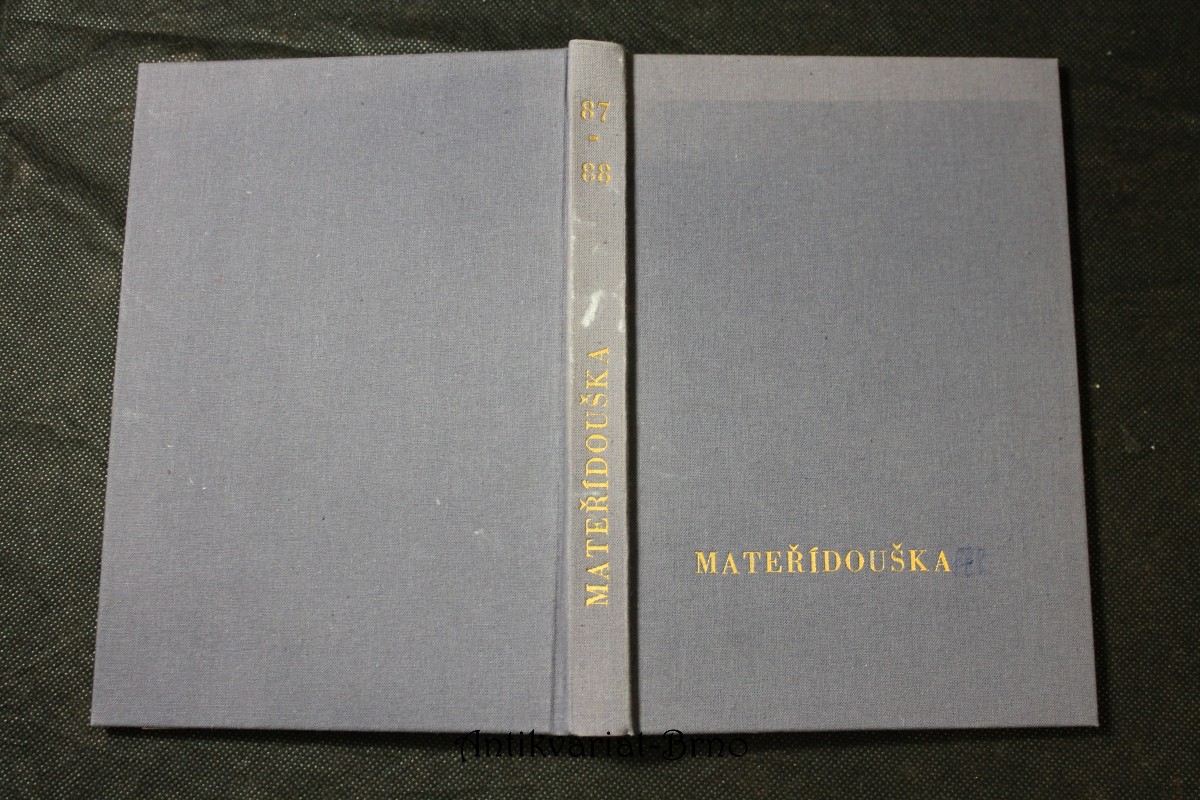 87
-
88
MATEŘÍDOUŠKA
MATEŘÍDOUŠKA
Antikvariat-Brno